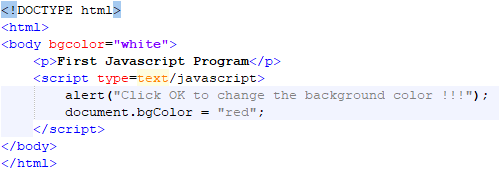 <!DOCTYPE html>
<html>
<body bgcolor="white">
<p>First Javascript Program</p>
<script type=text/javascript>
alert("Click OK to change the background color !!!");
document.bgColor = "red";
</script>
</body>
</html>